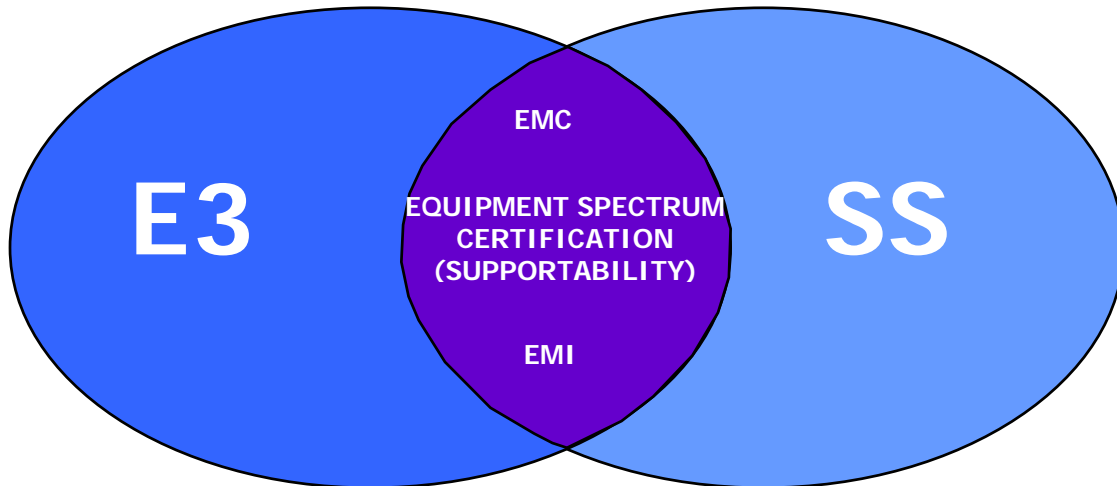 EMC
E3
SS
EQUIPMENT SPECTRUM
CERTIFICATION
(SUPPORTABILITY)
EMI